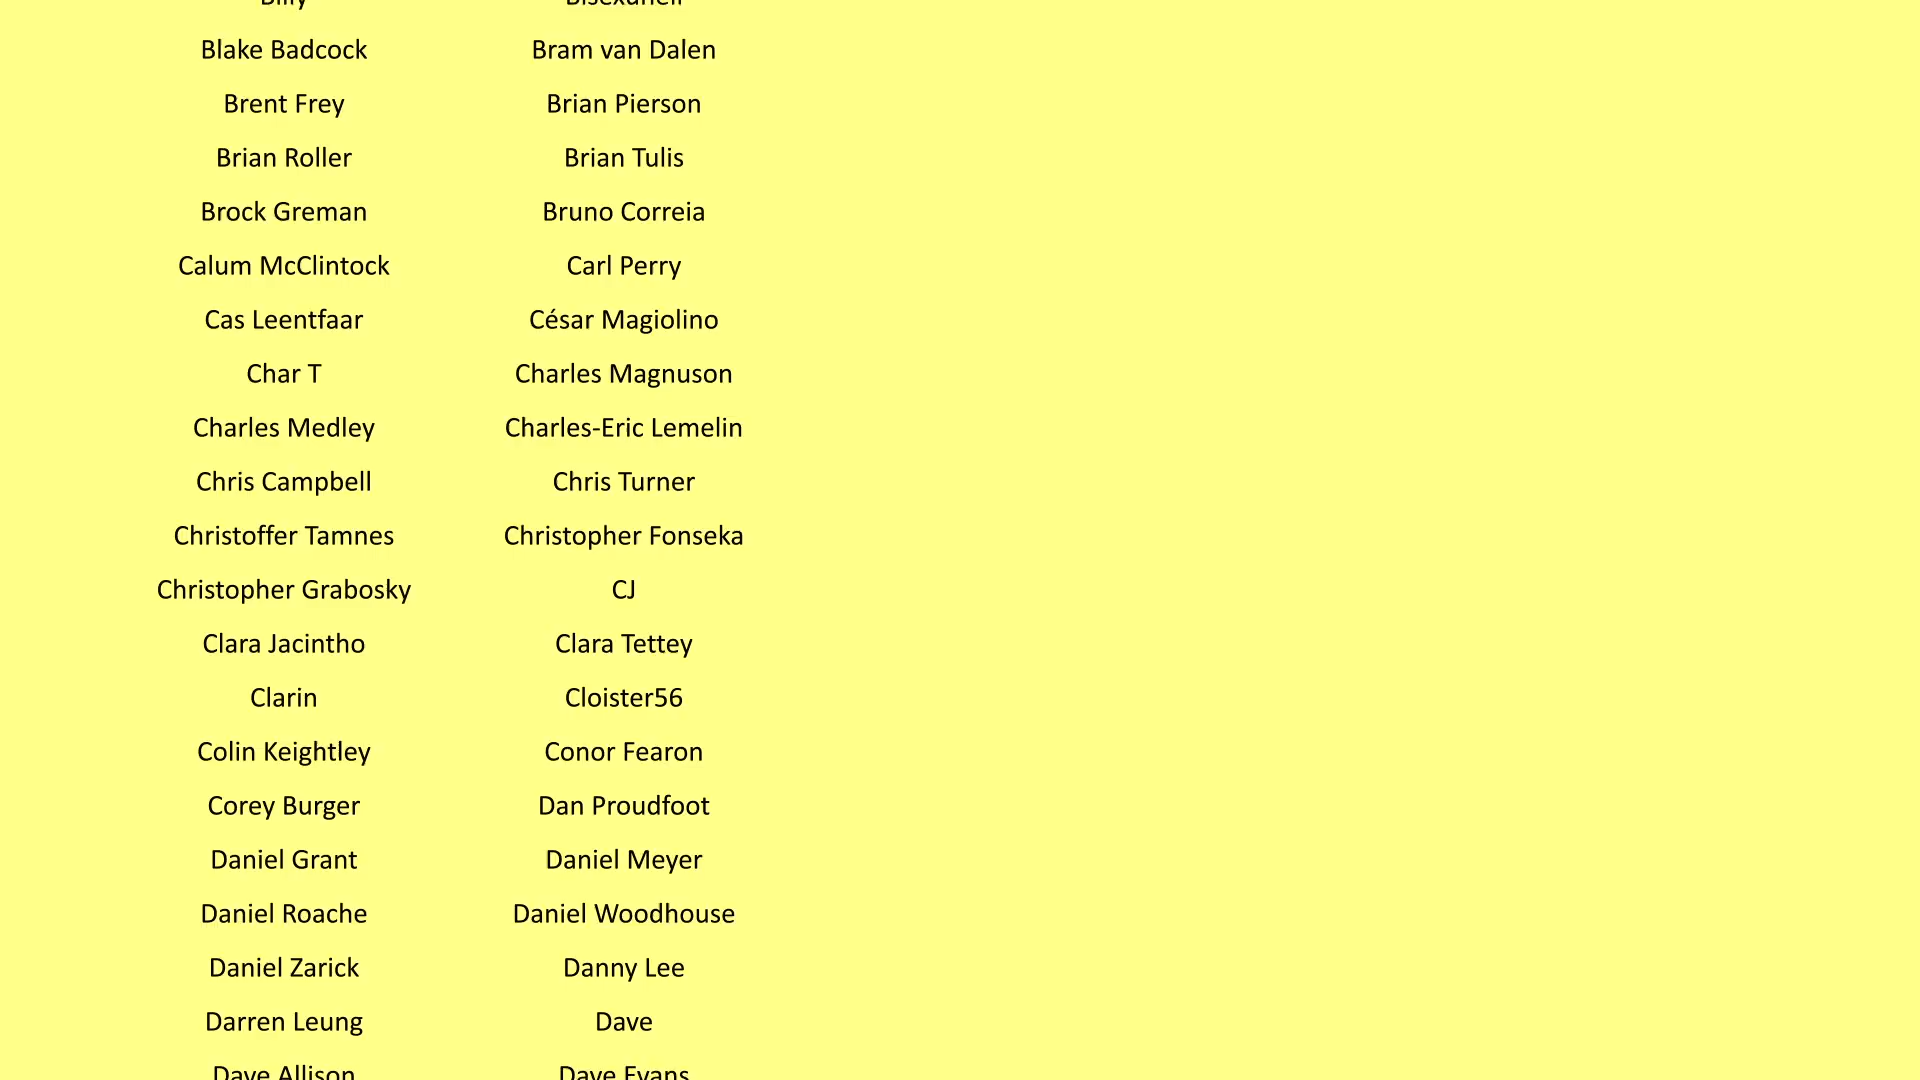 Billy Bisexunell
Blake Badcock Bram van Dalen
Brent Frey Brian Pierson
Brian Roller Brian Tulis
Brock Greman Bruno Correia
Calum McClintock Carl Perry
Cas Leentfaar César Magiolino
Char T Charles Magnuson
Charles Medley Charles-Eric Lemelin
Chris Campbell Chris Turner
Christoffer Tamnes Christopher Fonseka
Christopher Grabosky CJ
Clara Jacintho Clara Tettey
Clarin Cloister56
Colin Keightley Conor Fearon
Corey Burger Dan Proudfoot
Daniel Grant Daniel Meyer
Daniel Roache Daniel Woodhouse
Daniel Zarick Danny Lee
Darren Leung Dave
Dave Allison Dave Evans